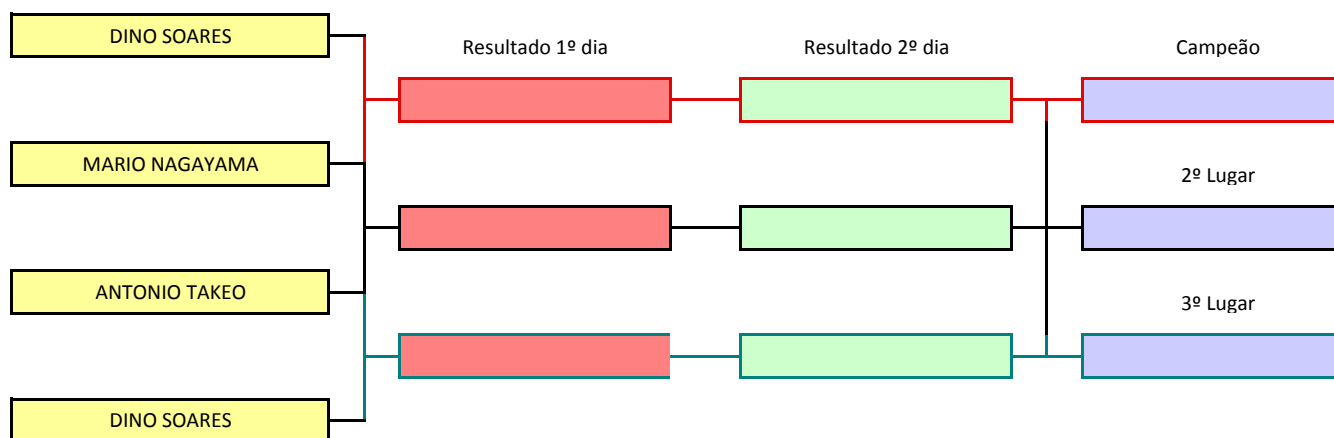 DINO SOARES
Resultado 1º dia
Resultado 2º dia
Campeão
MARIO NAGAYAMA
2º Lugar
ANTONIO TAKEO
3º Lugar
DINO SOARES